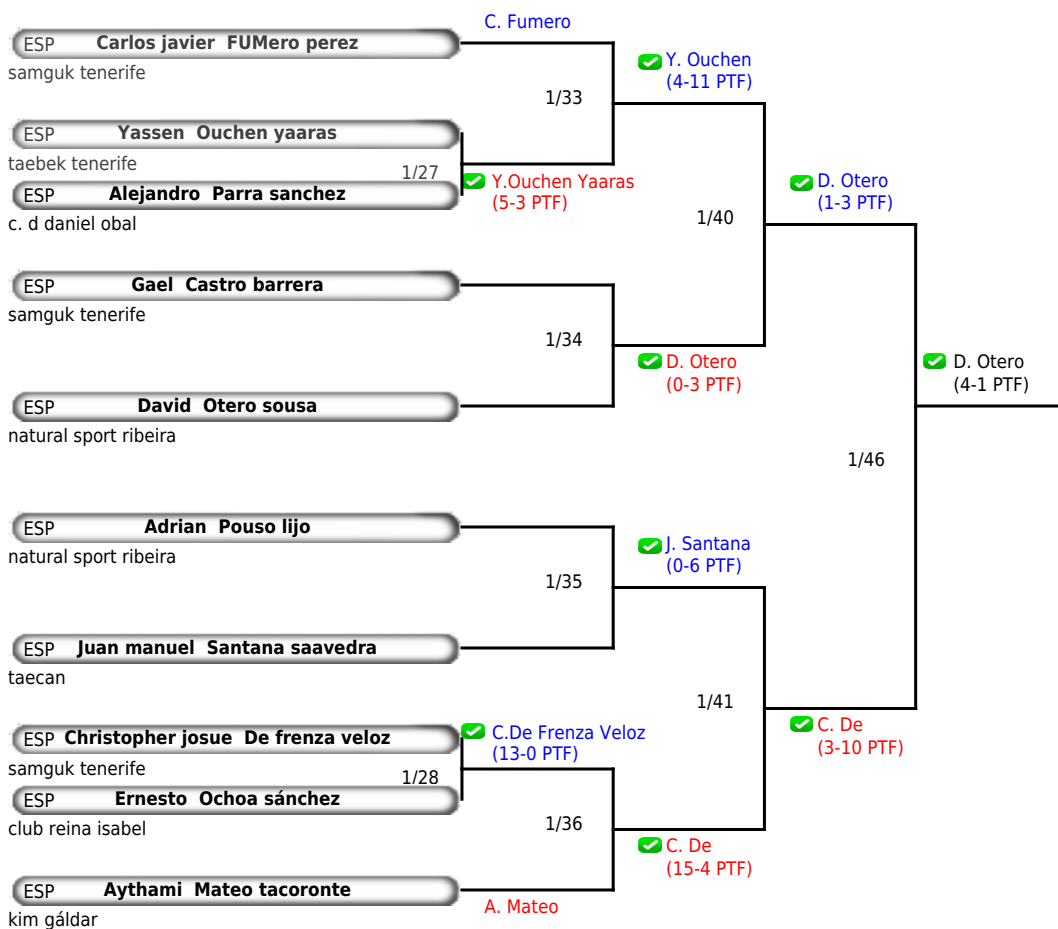 C. Fumero
ESP Carlos javier FUMero perez
samguk tenerife
Y. Ouchen
(4-11 PTF)
1/33
ESP Yassen Ouchen yaaras
taebek tenerife
1/27
Y.Ouchen Yaaras
(5-3 PTF)
ESP Alejandro Parra sanchez
c. d daniel obal
D. Otero
(1-3 PTF)
1/40
ESP Gael Castro barrera
samguk tenerife
1/34
D. Otero
(0-3 PTF)
D. Otero
(4-1 PTF)
ESP David Otero sousa
natural sport ribeira
1/46
ESP Adrian Pouso lijo
natural sport ribeira
J. Santana
(0-6 PTF)
1/35
ESP Juan manuel Santana saavedra
taecan
1/41
C. De
(3-10 PTF)
ESP Christopher josue De frenza veloz
C.De Frenza Veloz
(13-0 PTF)
samguk tenerife
1/28
ESP Ernesto Ochoa sánchez
club reina isabel
1/36
C. De
(15-4 PTF)
ESP Aythami Mateo tacoronte
A. Mateo
kim gáldar